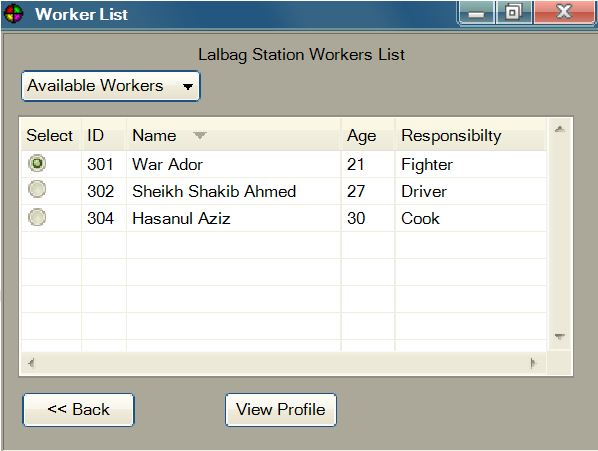 Worker List
Lalbag Station Workers List
Available Workers
Select ID Name Age Responsibilty
301 War Ador 21 Fighter
302 Sheikh Shakib Ahmed 27 Driver
304 Hasanul Aziz 30 Cook
<< Back View Profile